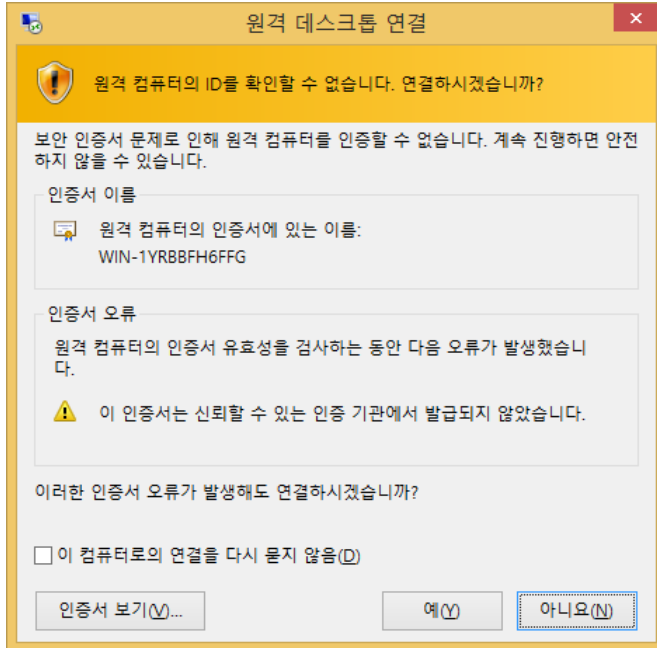 원격 데스크톱 연결
원격 컴퓨터의 ID를 확인할 수 없습니다. 연결하시겠습니까?
보안 인증서 문제로 인해 원격 컴퓨터를 인증할 수 없습니다. 계속 진행하면 안전
하지 않을 수 있습니다.
인증서 이름
원격 컴퓨터의 인증서에 있는 이름:
WIN-1YRBBFH6FFG
인증서 오류
원격 컴퓨터의 인증서 유효성을 검사하는 동안 다음 오류가 발생했습니
다.
이 인증서는 신뢰할 수 있는 인증 기관에서 발급되지 않았습니다.
이러한 인증서 오류가 발생해도 연결하시겠습니까?
이 컴퓨터로의 연결을 다시 묻지 않음(D)
인증서 보기(V)... 예(Y) 아니요(N)